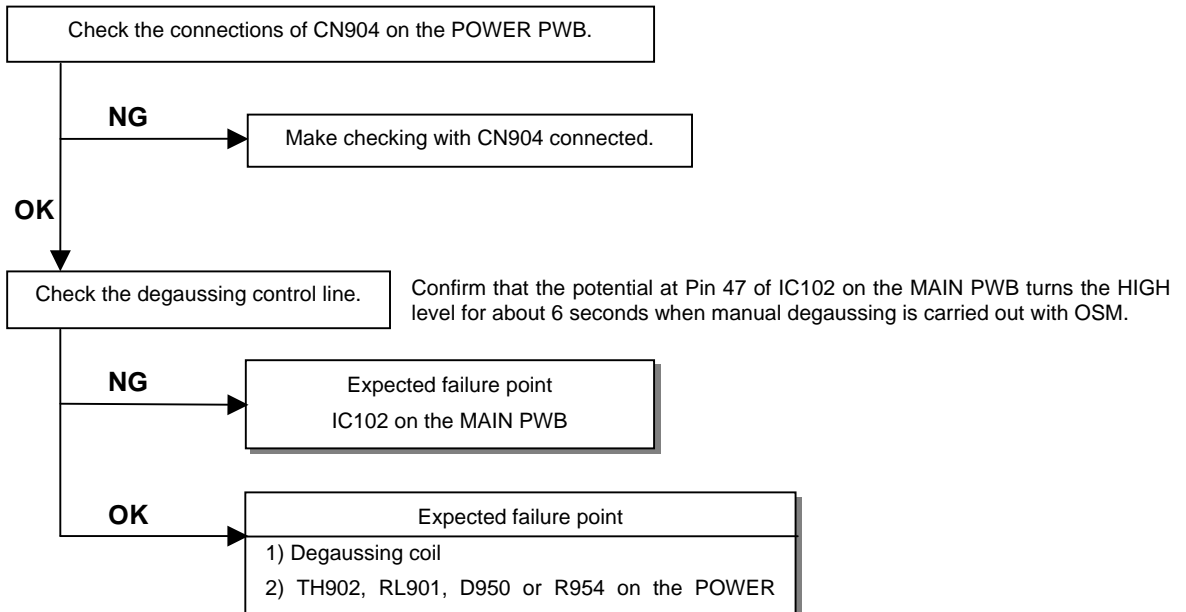 Check the connections of CN904 on the POWER PWB.
NG
Make checking with CN904 connected.
OK
Check the degaussing control line.
Confirm that the potential at Pin 47 of IC102 on the MAIN PWB turns the HIGH
level for about 6 seconds when manual degaussing is carried out with OSM.
NG
Expected failure point
IC102 on the MAIN PWB
OK
Expected failure point
1) Degaussing coil
2) TH902, RL901, D950 or R954 on the POWER